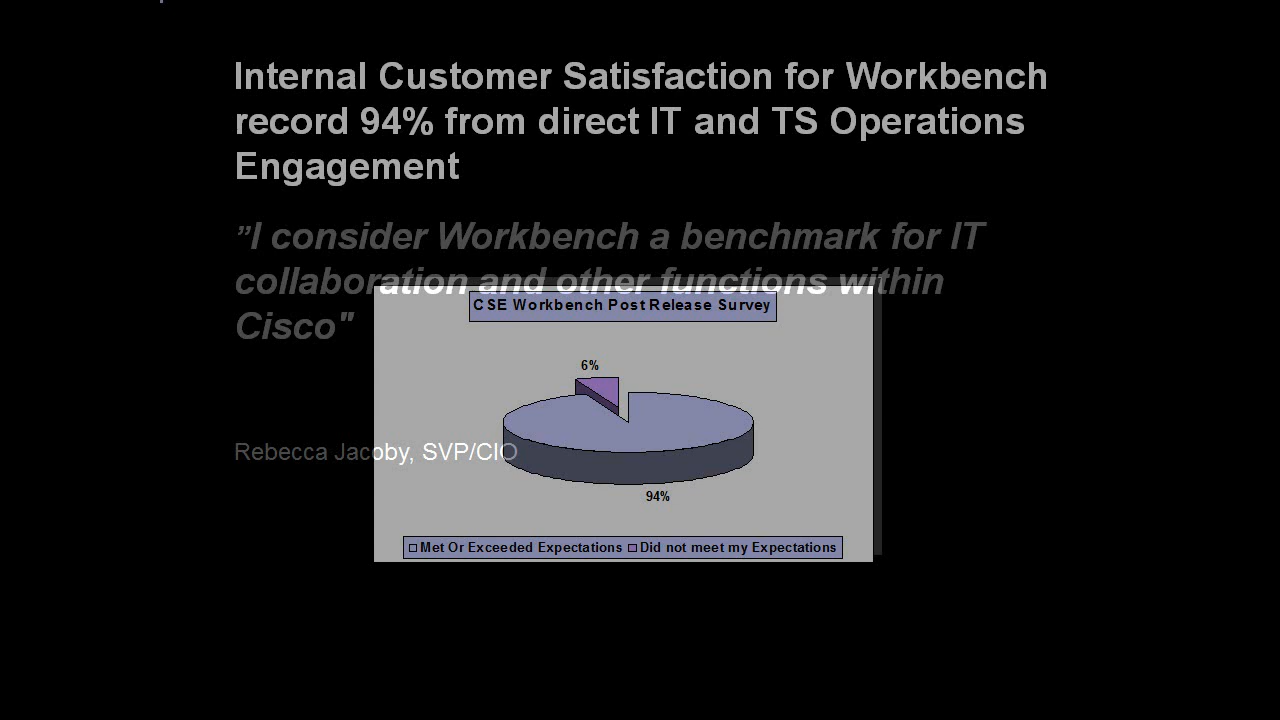 Internal Customer Satisfaction for Workbench
record 94% from direct IT and TS Operations
Engagement
”I consider Workbench a benchmark for IT
collaboration and other functions within
Cisco"
CSE Workbench Post Release Survey
6%
Rebecca Jacoby, SVP/CIO
94%
Met Or Exceeded Expectations Did not meet my Expectations